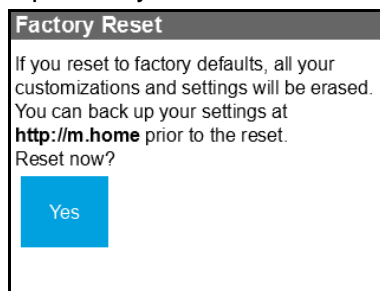 Factory Reset
If you reset to factory defaults, all your
customizations and settings will be erased.
You can back up your settings at
http://m.home prior to the reset.
Reset now?
Yes